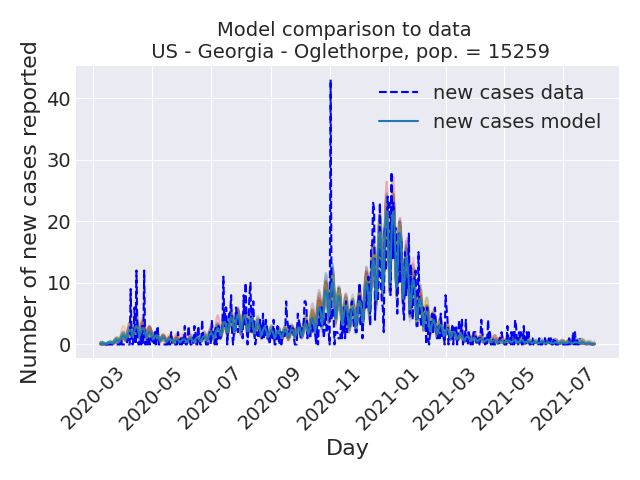 Model comparison to data
US - Georgia - Oglethorpe, pop. = 15259
Number of new cases reported
40
30
20
10
0
new cases data
new cases model
2020-03
2020-05
2020-07
2020-09
2020-11
2021-01
2021-03
2021-05
2021-07
Day